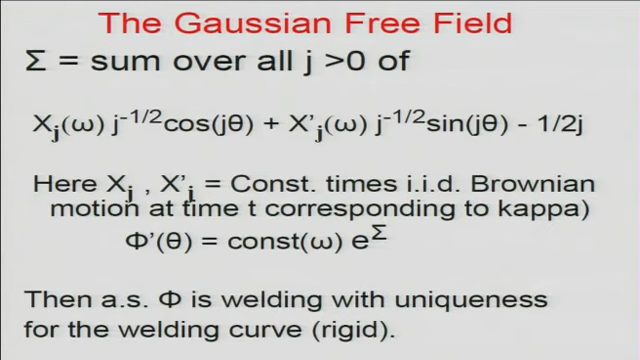 The Gaussian Free Field
Σ = sum over all j >0 of
Xj(ω) j-1/2cos(jθ) + X’j(ω) j-1/2sin(jθ) - 1/2j
Here Xj , X’j = Const. times i.i.d. Brownian
motion at time t corresponding to kappa)
Φ’(θ) = const(ω) eΣ
Then a.s. Φ is welding with uniqueness
for the welding curve (rigid).